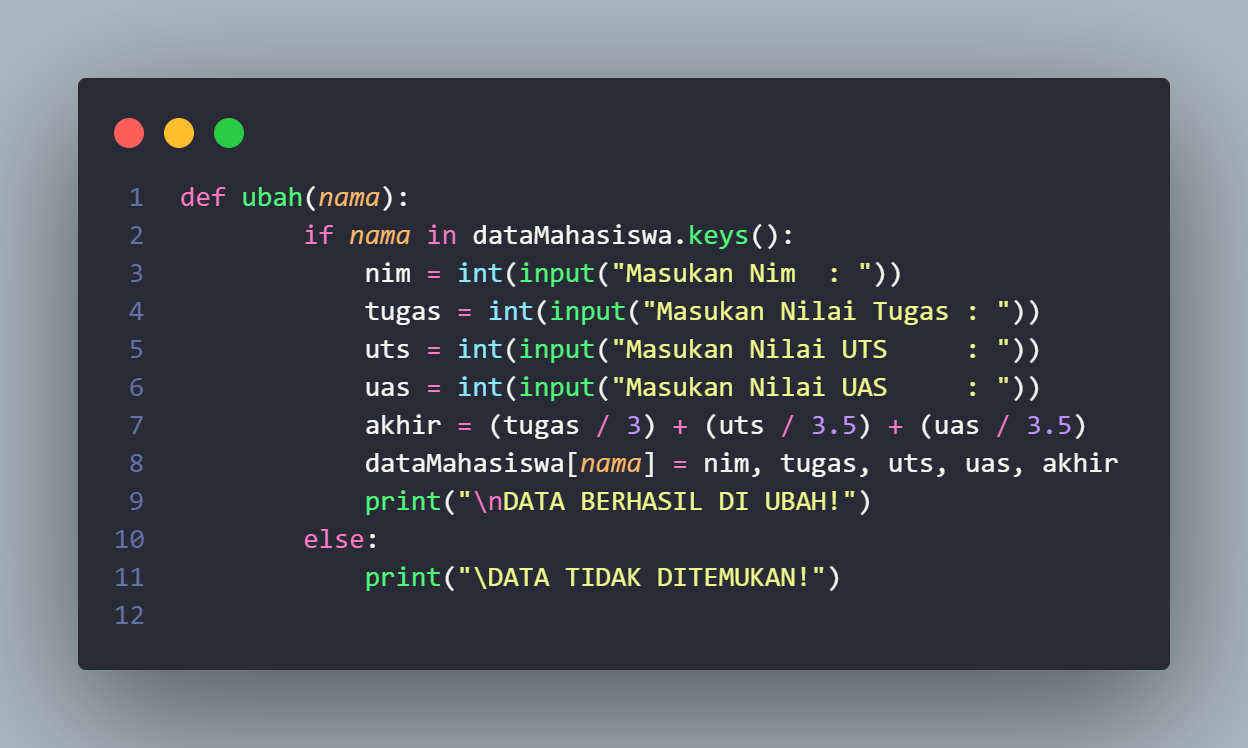 1 def ubah(nama):
2         if nama in dataMahasiswa.keys():
3             nim = int(input("Masukan Nim  : "))
4             tugas = int(input("Masukan Nilai Tugas : "))
5             uts = int(input("Masukan Nilai UTS     : "))
6             uas = int(input("Masukan Nilai UAS     : "))
7             akhir = (tugas / 3) + (uts / 3.5) + (uas / 3.5)
8             dataMahasiswa[nama] = nim, tugas, uts, uas, akhir
9             print("\nDATA BERHASIL DI UBAH!")
10         else:
11             print("\DATA TIDAK DITEMUKAN!")
12